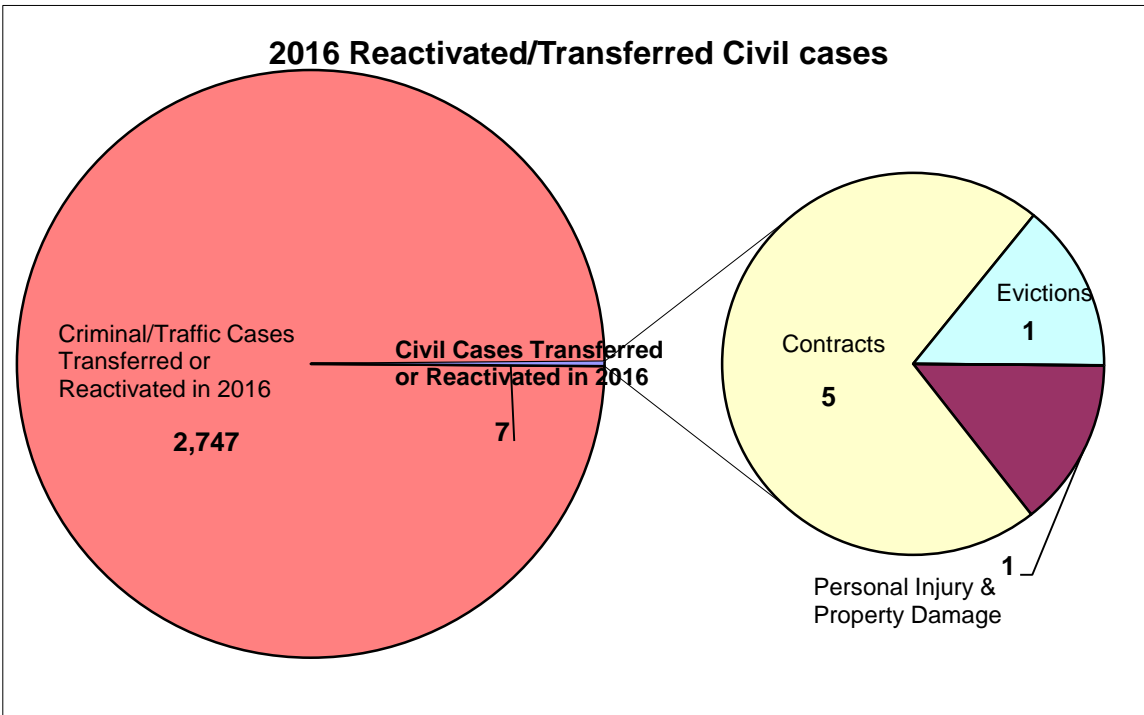 2016 Reactivated/Transferred Civil cases
Criminal/Traffic Cases
Transferred or
Reactivated in 2016
2,747
Civil Cases Transferred
or Reactivated in 2016
7
Contracts
5
Evictions
1
1
Personal Injury &
Property Damage